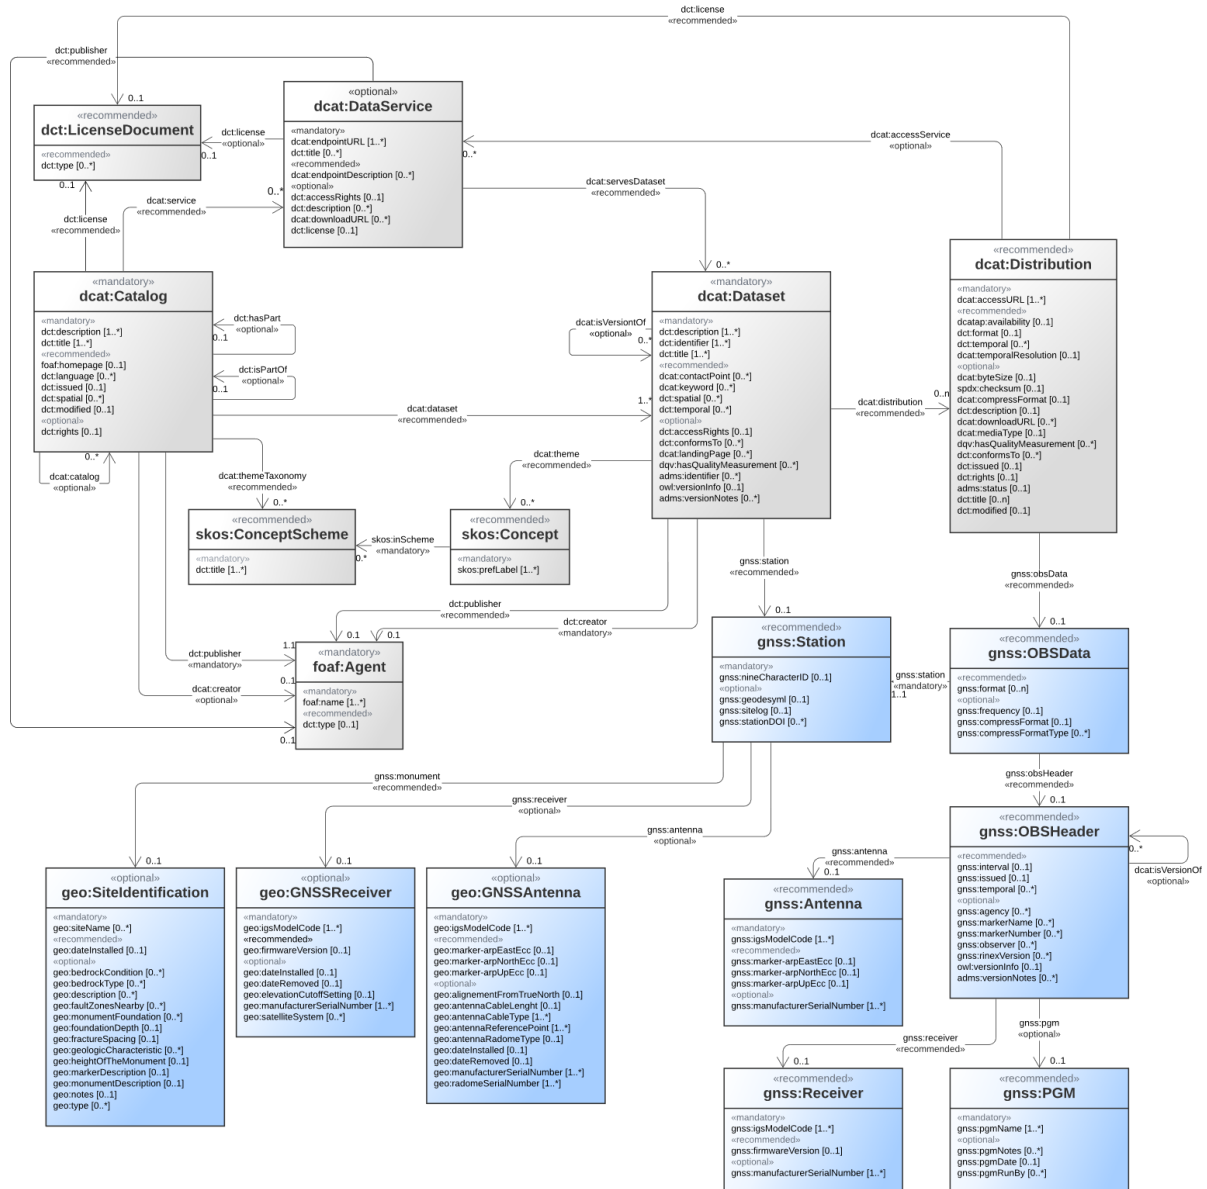 dct:license
«recommended»
dct:publisher
«recommended»
0..1
«recommended»
dct:LicenseDocument
«recommended»
dct:type [0..*]
dct:license
«optional»
0..1
«optional»
dcat:DataService
«mandatory»
dcat:endpointURL [1..*]
dct:title [0..*]
«recommended»
dcat:endpointDescription [0..*]
«optional»
dct:accessRights [0..1]
dct:description [0..*]
dcat:downloadURL [0..*]
dct:license [0..1]
dcat:accessService
«optional»
0..*
dcat:servesDataset
«recommended»
0..*
0..1
dct:license
«recommended»
dcat:service
«recommended»
0..*
«mandatory»
dcat:Catalog
«mandatory»
dct:description [1..*]
dct:title [1..*]
«recommended»
foaf:homepage [0..1]
dct:language [0..*]
dct:issued [0..1]
dct:spatial [0..*]
dct:modified [0..1]
«optional»
dct:rights [0..1]
dct:hasPart
«optional»
0..1
dct:isPartOf
«optional»
0..1
dcat:dataset
«recommended»
1..*
0..*
dcat:catalog
«optional»
dcat:themeTaxonomy
«recommended»
0..*
dcat:isVersiontOf
«optional»
0..*
«mandatory»
dcat:Dataset
«mandatory»
dct:description [1..*]
dct:identifier [1..*]
dct:title [1..*]
«recommended»
dcat:contactPoint [0..*]
dcat:keyword [0..*]
dct:spatial [0..*]
dct:temporal [0..*]
«optional»
dct:accessRights [0..1]
dct:conformsTo [0..*]
dcat:landingPage [0..*]
dqv:hasQualityMeasurement [0..*]
adms:identifier [0..*]
owl:versionInfo [0..1]
adms:versionNotes [0..*]
dcat:distribution
«recommended»
0..n
«recommended»
dcat:Distribution
«mandatory»
dcat:accessURL [1..*]
«recommended»
dcatap:availability [0..1]
dct:format [0..1]
dct:temporal [0..*]
dcat:temporalResolution [0..1]
«optional»
dcat:byteSize [0..1]
spdx:checksum [0..1]
dcat:compressFormat [0..1]
dct:description [0..1]
dcat:downloadURL [0..*]
dcat:mediaType [0..1]
dqv:hasQualityMeasurement [0..*]
dct:conformsTo [0..*]
dct:issued [0..1]
dct:rights [0..1]
adms:status [0..1]
dct:title [0..n]
dct:modified [0..1]
dcat:theme
«recommended»
0..*
«recommended»
skos:ConceptScheme
«mandatory»
dct:title [1..*]
skos:inScheme
«mandatory»
0..*
«recommended»
skos:Concept
«mandatory»
skos:prefLabel [1..*]
gnss:station
«recommended»
0..1
gnss:obsData
«recommended»
0..1
dct:publisher
«recommended»
0..1
dct:creator
«mandatory»
0..1
dct:publisher
«mandatory»
1.1
dcat:creator
«optional»
0..1
0..1
«mandatory»
foaf:Agent
«mandatory»
foaf:name [1..*]
«recommended»
dct:type [0..1]
«recommended»
gnss:Station
«mandatory»
gnss:nineCharacterID [0..1]
«optional»
gnss:geodesyml [0..1]
gnss:sitelog [0..1]
gnss:stationDOI [0..*]
gnss:station
«mandatory»
1..1
«recommended»
gnss:OBSData
«recommended»
gnss:format [0..n]
«optional»
gnss:frequency [0..1]
gnss:compressFormat [0..1]
gnss:compressFormatType [0..*]
gnss:monument
«recommended»
0..1
gnss:receiver
«optional»
0..1
gnss:antenna
«optional»
0..1
gnss:obsHeader
«recommended»
0..1
«recommended»
gnss:OBSHeader
«recommended»
gnss:interval [0..1]
gnss:issued [0..1]
gnss:temporal [0..*]
«optional»
gnss:agency [0..*]
gnss:markerName [0..*]
gnss:markerNumber [0..*]
gnss:observer [0..*]
gnss:rinexVersion [0..*]
owl:versionInfo [0..1]
adms:versionNotes [0..*]
0..*
dcat:isVersionOf
«optional»
«optional»
geo:SiteIdentification
«mandatory»
geo:siteName [0..*]
«recommended»
geo:dateInstalled [0..1]
«optional»
geo:bedrockCondition [0..*]
geo:bedrockType [0..*]
geo:description [0..*]
geo:faultZonesNearby [0..*]
geo:monumentFoundation [0..*]
geo:foundationDepth [0..1]
geo:fractureSpacing [0..1]
geo:geologicCharacteristic [0..*]
geo:heightOfTheMonument [0..1]
geo:markerDescription [0..1]
geo:monumentDescription [0..1]
geo:notes [0..1]
geo:type [0..*]
«optional»
geo:GNSSReceiver
«mandatory»
geo:igsModelCode [1..*]
«recommended»
geo:firmwareVersion [0..1]
«optional»
geo:dateInstalled [0..1]
geo:dateRemoved [0..1]
geo:elevationCutoffSetting [0..1]
geo:manufacturerSerialNumber [1..*]
geo:satelliteSystem [0..*]
«optional»
geo:GNSSAntenna
«mandatory»
geo:igsModelCode [1..*]
«recommended»
geo:marker-arpEastEcc [0..1]
geo:marker-arpNorthEcc [0..1]
geo:marker-arpUpEcc [0..1]
«optional»
geo:alignementFromTrueNorth [0..1]
geo:antennaCableLenght [0..1]
geo:antennaCableType [1..*]
geo:antennaReferencePoint [1..*]
geo:antennaRadomeType [0..1]
geo:dateInstalled [0..1]
geo:dateRemoved [0..1]
geo:manufacturerSerialNumber [1..*]
geo:radomeSerialNumber [1..*]
gnss:antenna
«recommended»
0..1
«recommended»
gnss:Antenna
«mandatory»
gnss:igsModelCode [1..*]
«recommended»
gnss:marker-arpEastEcc [0..1]
gnss:marker-arpNorthEcc [0..1]
gnss:marker-arpUpEcc [0..1]
«optional»
gnss:manufacturerSerialNumber [1..*]
gnss:receiver
«recommended»
0..1
gnss:pgm
«optional»
0..1
«recommended»
gnss:Receiver
«mandatory»
gnss:igsModelCode [1..*]
«recommended»
gnss:firmwareVersion [0..1]
«optional»
gnss:manufacturerSerialNumber [1..*]
«recommended»
gnss:PGM
«mandatory»
gnss:pgmName [1..*]
«optional»
gnss:pgmNotes [0..*]
gnss:pgmDate [0..1]
gnss:pgmRunBy [0..*]